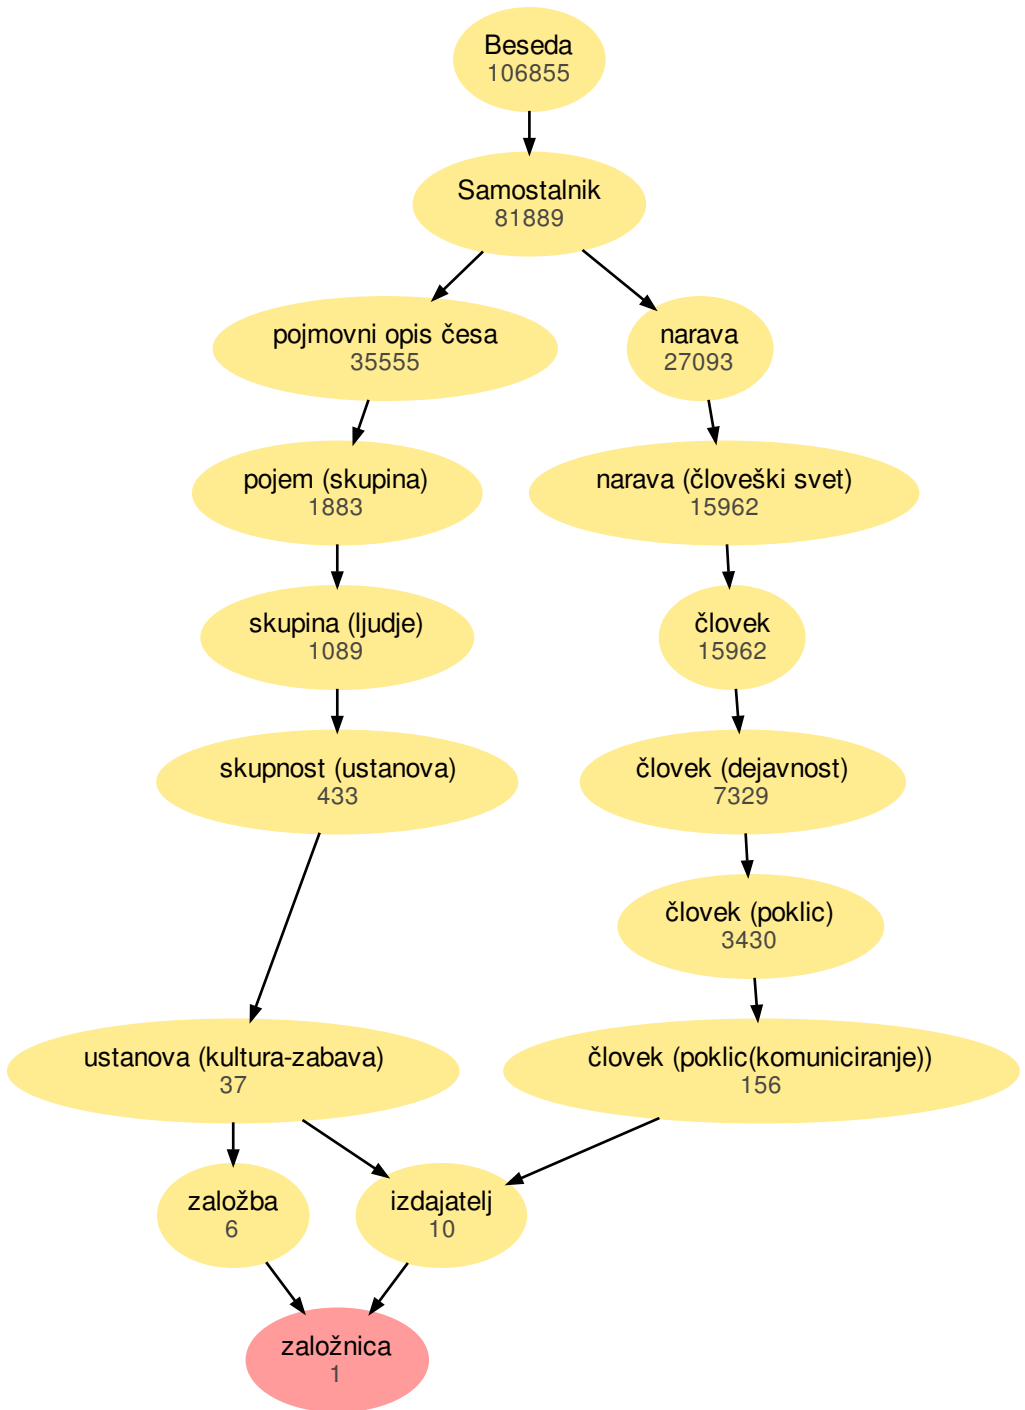 Beseda
106855
Samostalnik
81889
pojmovni opis česa
35555
narava
27093
pojem (skupina)
1883
narava (človeški svet)
15962
skupina (ljudje)
1089
človek
15962
skupnost (ustanova)
433
človek (dejavnost)
7329
človek (poklic)
3430
ustanova (kultura-zabava)
37
človek (poklic(komuniciranje))
156
založba
6
izdajatelj
10
založnica
1